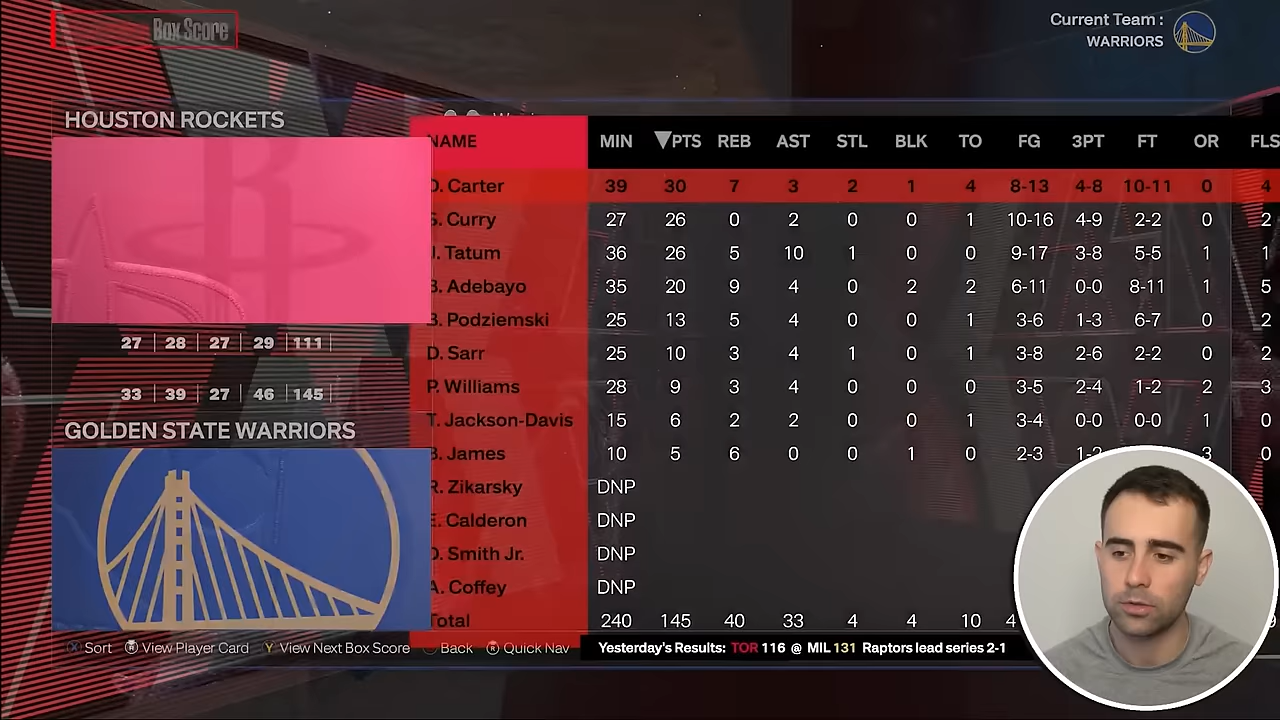 Box Score
Current Team :
WARRIORS
HOUSTON ROCKETS
27 28 27 29 111
33 39 27 46 145
GOLDEN STATE WARRIORS
NAME MIN PTS REB AST STL BLK TO FG 3PT FT OR FLS
D. Carter 39 30 7 3 2 1 4 8-13 4-8 10-11 0 4
S. Curry 27 26 0 2 0 0 1 10-16 4-9 2-2 0 2
J. Tatum 36 26 5 10 1 0 0 9-17 3-8 5-5 1 1
B. Adebayo 35 20 9 4 0 2 2 6-11 0-0 8-11 1 5
B. Podziemski 25 13 5 4 0 0 1 3-6 1-3 6-7 0 2
D. Sarr 25 10 3 4 1 0 0 3-8 2-6 2-2 0 2
P. Williams 28 9 3 4 0 0 0 3-5 2-4 1-2 2 3
T. Jackson-Davis 15 6 2 2 0 0 1 3-4 0-0 0-0 1 0
B. James 10 5 6 0 0 1 0 2-3 3 0
R. Zikarsky DNP
E. Calderon DNP
D. Smith Jr. DNP
A. Coffey DNP
Total 240 145 40 33 4 4 10
X Sort R View Player Card Y View Next Box Score Back R Quick Nav
Yesterday's Results: TOR 116 @ MIL 131 Raptors lead series 2-1